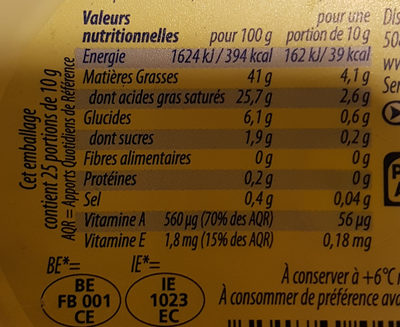 Valeurs nutritionnelles pour 100 g pour une portion de 10 g
Energie 1624 kJ / 394 kcal 162 kJ/ 39 kcal
Matières Grasses 41 g 4,1 g
dont acides gras saturés 25,7 g 2,6 g
Glucides 6,1 g 0,6 g
dont sucres 1,9 g 0,2 g
Fibres alimentaires 0 g 0 g
Protéines 0,2 g 0 g
Sel 0,4 g 0,04 g
Vitamine A 560 µg (70% des AQR) 56 µg
Vitamine E 1,8 mg (15% des AQR) 0,18 mg
Cet emballage
contient 25 portions de 10 g
AQR = Apports Quotidiens de Référence
BE*= IE*=
BE
FB 001
CE
IE
1023
EC
À conserver à +6°C
À consommer de préférence